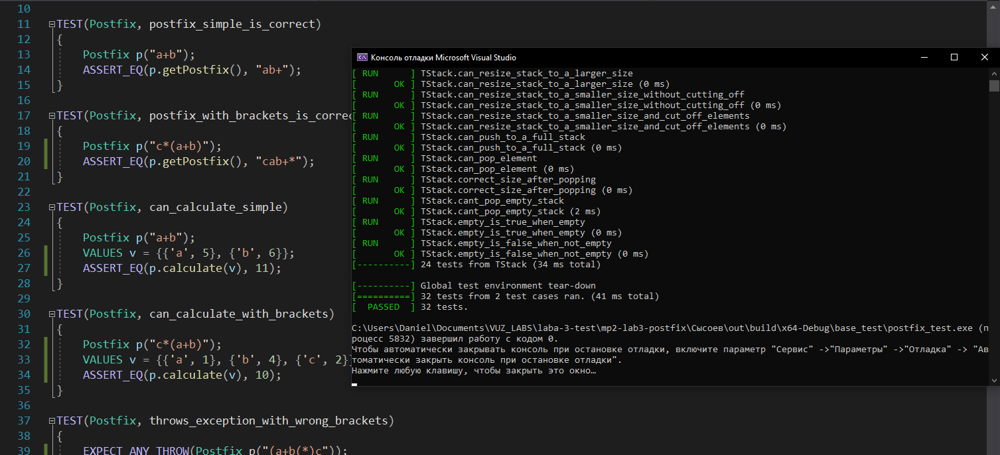 10
11 TEST(Postfix, postfix_simple_is_correct)
12 {
13 Postfix p("a+b");
14 ASSERT_EQ(p.getPostfix(), "ab+");
15 }
16
17 TEST(Postfix, postfix_with_brackets_is_correc
18 {
19 Postfix p("c*(a+b)");
20 ASSERT_EQ(p.getPostfix(), "cab+*");
21 }
22
23 TEST(Postfix, can_calculate_simple)
24 {
25 Postfix p("a+b");
26 VALUES v = {{'a', 5}, {'b', 6}};
27 ASSERT_EQ(p.calculate(v), 11);
28 }
29
30 TEST(Postfix, can_calculate_with_brackets)
31 {
32 Postfix p("c*(a+b)");
33 VALUES v = {{'a', 1}, {'b', 4}, {'c', 2}
34 ASSERT_EQ(p.calculate(v), 10);
35 }
36
37 TEST(Postfix, throws_exception_with_wrong_brackets)
38 {
39 EXPECT_ANY_THROW(Postfix p("(a+b(*)c"));
Консоль отладки Microsoft Visual Studio
[ RUN      ] TStack.can_resize_stack_to_a_larger_size
[       OK ] TStack.can_resize_stack_to_a_larger_size (0 ms)
[ RUN      ] TStack.can_resize_stack_to_a_smaller_size_without_cutting_off
[       OK ] TStack.can_resize_stack_to_a_smaller_size_without_cutting_off (0 ms)
[ RUN      ] TStack.can_resize_stack_to_a_smaller_size_and_cut_off_elements
[       OK ] TStack.can_resize_stack_to_a_smaller_size_and_cut_off_elements (0 ms)
[ RUN      ] TStack.can_push_to_a_full_stack
[       OK ] TStack.can_push_to_a_full_stack (0 ms)
[ RUN      ] TStack.can_pop_element
[       OK ] TStack.can_pop_element (0 ms)
[ RUN      ] TStack.correct_size_after_popping
[       OK ] TStack.correct_size_after_popping (0 ms)
[ RUN      ] TStack.cant_pop_empty_stack
[       OK ] TStack.cant_pop_empty_stack (2 ms)
[ RUN      ] TStack.empty_is_true_when_empty
[       OK ] TStack.empty_is_true_when_empty (0 ms)
[ RUN      ] TStack.empty_is_false_when_not_empty
[       OK ] TStack.empty_is_false_when_not_empty (0 ms)
[----------] 24 tests from TStack (34 ms total)
[----------] Global test environment tear-down
[==========] 32 tests from 2 test cases ran. (41 ms total)
[  PASSED  ] 32 tests.
C:\Users\Daniel\Documents\VUZ_LABS\laba-3-test\mp2-lab3-postfix\Сысоев\out\build\x64-Debug\base_test\postfix_test.exe (п
роцесс 5832) завершил работу с кодом 0.
Чтобы автоматически закрывать консоль при остановке отладки, включите параметр "Сервис" ->"Параметры" ->"Отладка" -> "Ав
томатически закрыть консоль при остановке отладки".
Нажмите любую клавишу, чтобы закрыть это окно…